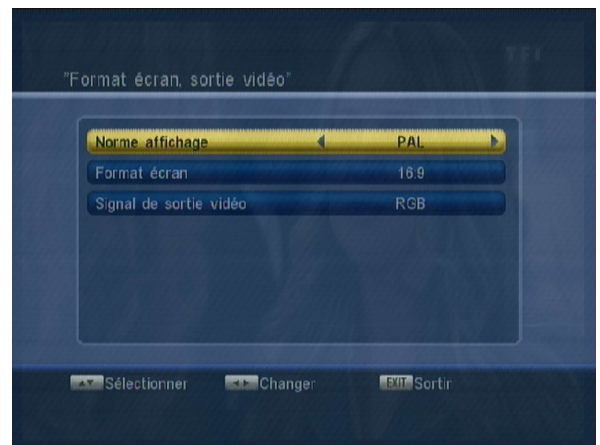 TF1
"Format écran, sortie vidéo"
Norme affichage PAL
Format écran 16:9
Signal de sortie vidéo RGB
Sélectionner Changer EXIT Sortir